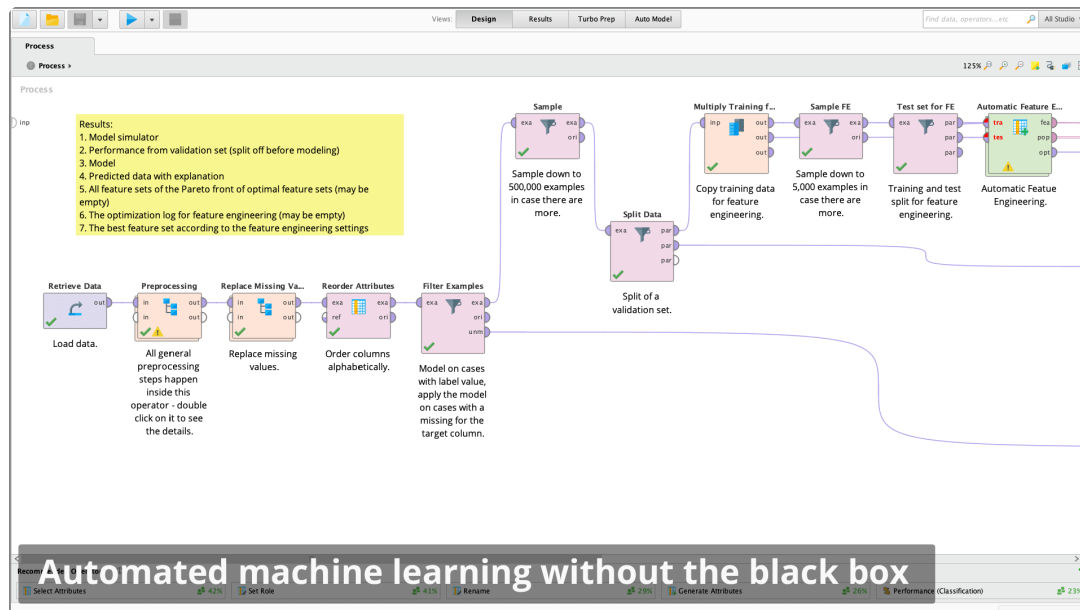 Views:
Design
Results
Turbo Prep
Auto Model
Find data, operators...etc
All Studio
Process
Process
125%
Process
inp
Results:
1. Model simulator
2. Performance from validation set (split off before modeling)
3. Model
4. Predicted data with explanation
5. All feature sets of the Pareto front of optimal feature sets (may be
empty)
6. The optimization log for feature engineering (may be empty)
7. The best feature set according to the feature engineering settings
Sample
exa
exa
ori
Sample down to
500,000 examples
in case there are
more.
Multiply Training f...
inp
out
out
out
Copy training data
for feature
engineering.
Sample FE
exa
exa
ori
Sample down to
5,000 examples in
case there are
more.
Test set for FE
exa
par
par
par
Training and test
split for feature
engineering.
Automatic Feature E...
tra
fea
tes
pop
opt
Automatic Featue
Engineering.
Split Data
exa
par
par
par
Split of a
validation set.
Retrieve Data
out
Load data.
Preprocessing
in
out
in
out
All general
preprocessing
steps happen
inside this
operator - double
click on it to see
the details.
Replace Missing Va...
in
out
in
out
Replace missing
values.
Reorder Attributes
exa
exa
ref
ori
Order columns
alphabetically.
Filter Examples
exa
exa
ori
unm
Model on cases
with label value,
apply the model
on cases with a
missing for the
target column.
Automated machine learning without the black box
Select Attributes
42%
Set Role
41%
Rename
29%
Generate Attributes
26%
Performance (Classification)
23%